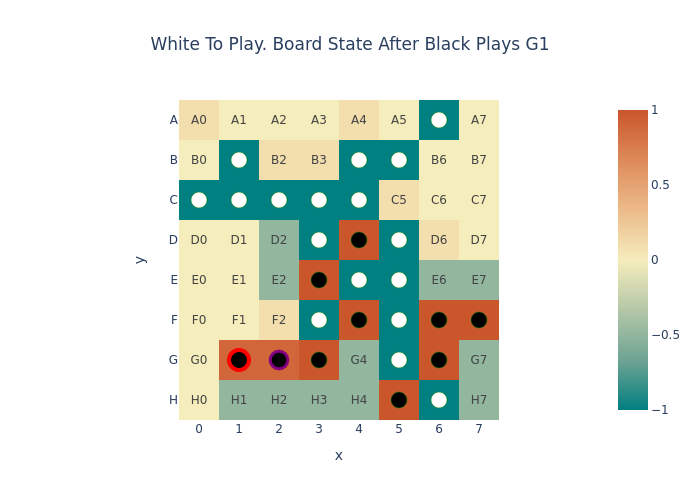 White To Play. Board State After Black Plays G1
A A0 A1 A2 A3 A4 A5 A7
B B0 B2 B3 B6 B7
C C5 C6 C7
D D0 D1 D2 D6 D7
E E0 E1 E2 E6 E7
F F0 F1 F2
G G0 G4 G7
H H0 H1 H2 H3 H4 H7
0 1 2 3 4 5 6 7
x
y
1
0.5
0
−0.5
−1